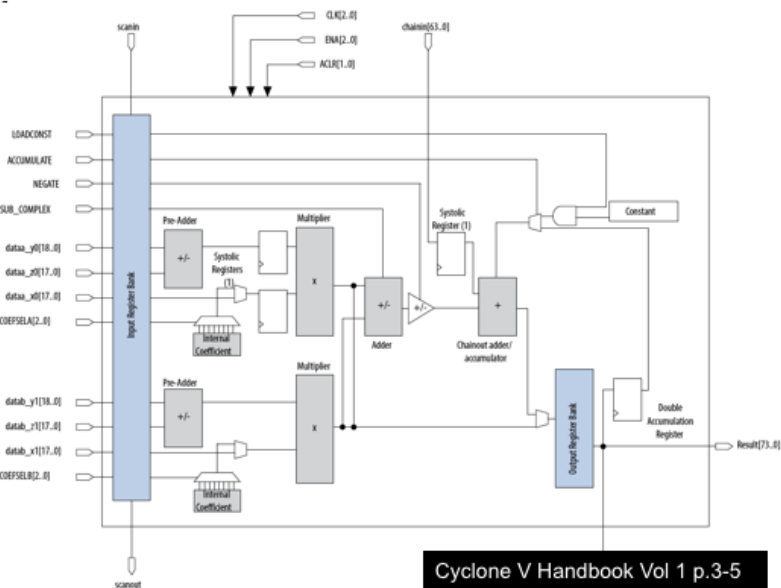 CLK[2..0]
scanin
chainin[63..0]
ENA[2..0]
ACLR[1..0]
LOADCONST
ACCUMULATE
NEGATE
SUB_COMPLEX
Constant
Pre-Adder
Multiplier
Systolic
Register (1)
dataa_y0[18..0]
+/-
Systolic
Registers
(1)
dataa_z0[17..0]
x
dataa_x0[17..0]
+/-
+/-
+
Input Register Bank
COEFSELA[2..0]
Internal
Coefficient
Adder
Chainout adder/
accumulator
Multiplier
Pre-Adder
datab_y1[18..0]
+/-
x
Output Register Bank
Double
Accumulation
Register
datab_z1[17..0]
datab_x1[17..0]
Result[73..0]
COEFSELB[2..0]
Internal
Coefficient
scanout
Cyclone V Handbook Vol 1 p.3-5